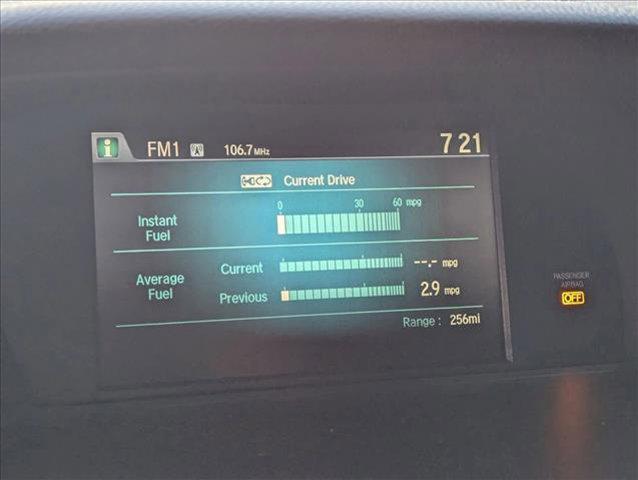 i FM1 106.7 MHz 7 21
Current Drive
0 30 60 mpg
Instant
Fuel
Current --.- mpg
Average
Fuel
Previous 2.9 mpg
Range : 256mi
PASSENGER
AIRBAG
OFF